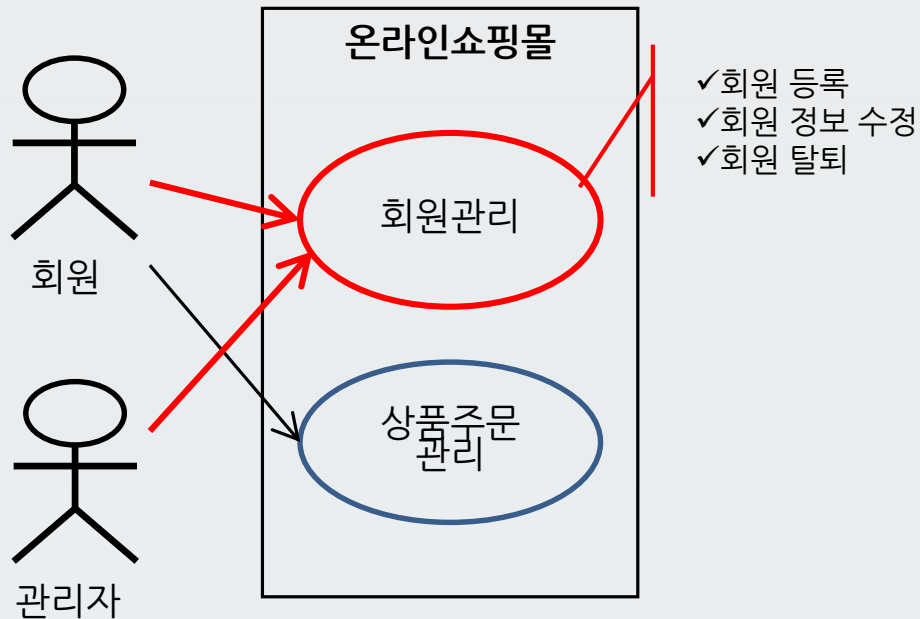 온라인쇼핑몰
✓회원 등록
✓회원 정보 수정
✓회원 탈퇴
회원관리
회원
상품주문
관리
관리자